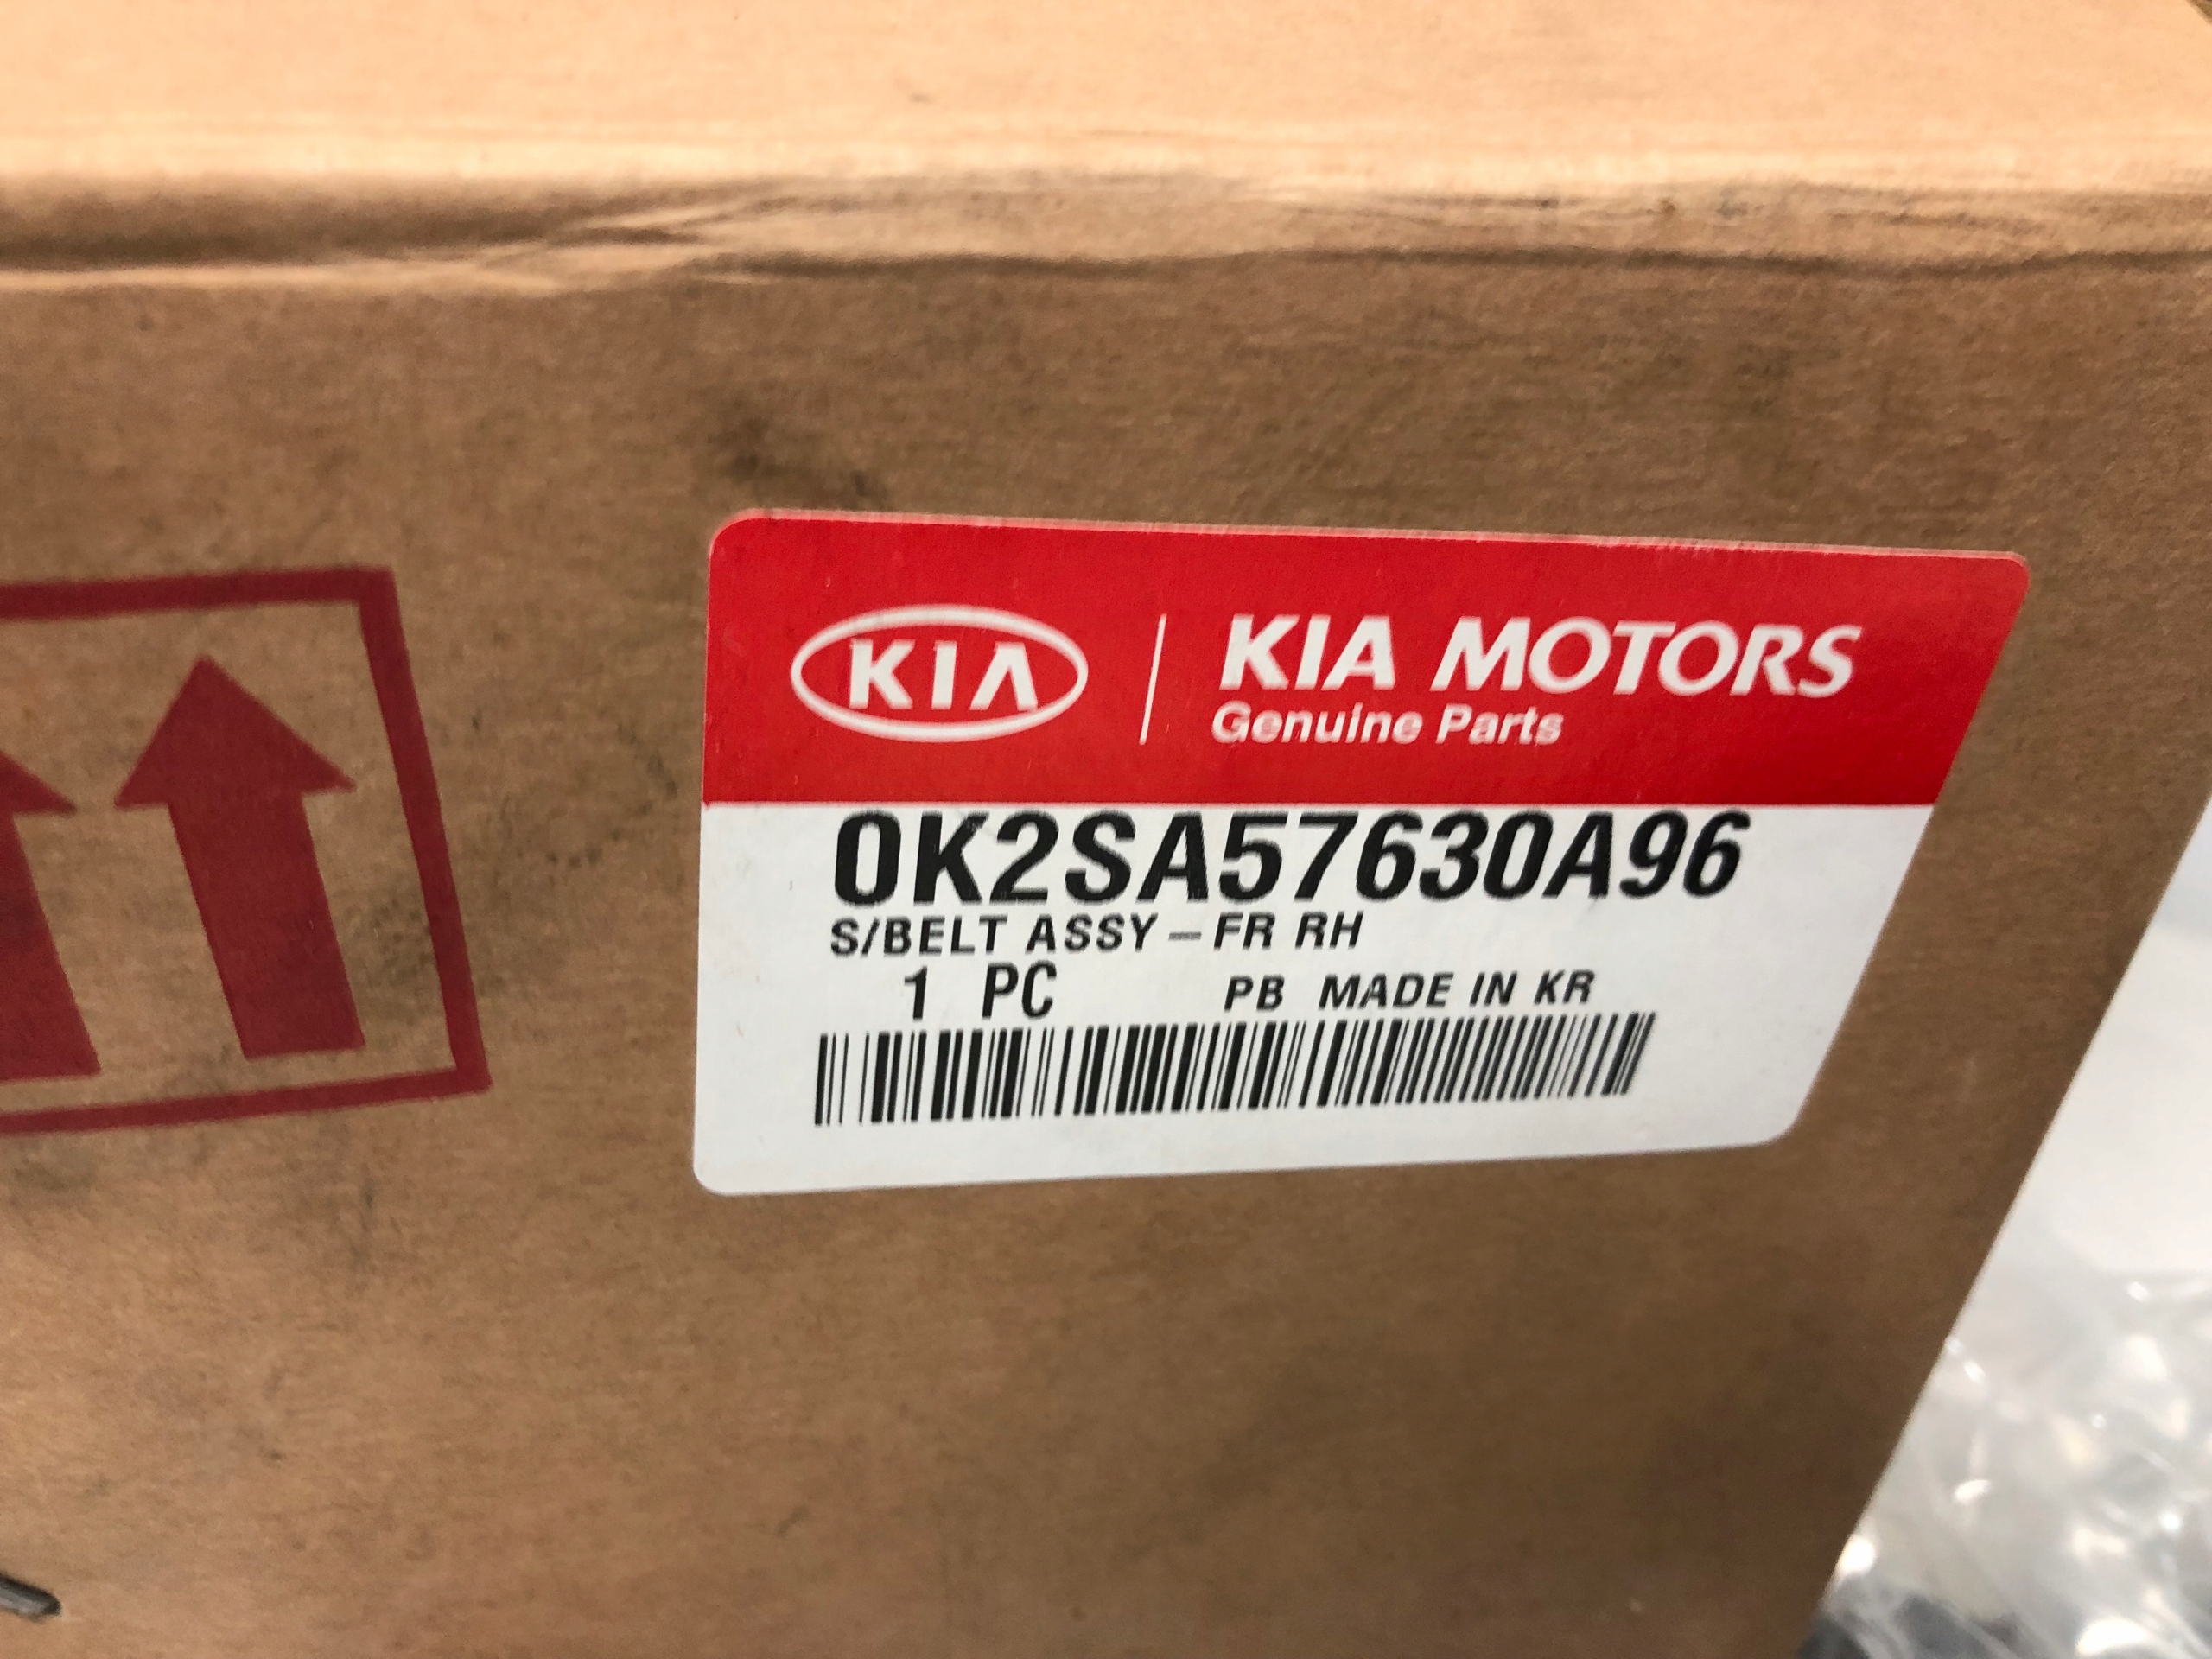 KIA
KIA MOTORS
Genuine Parts
0K2SA57630A96
S/BELT ASSY-FR RH
1 PC PB MADE IN KR